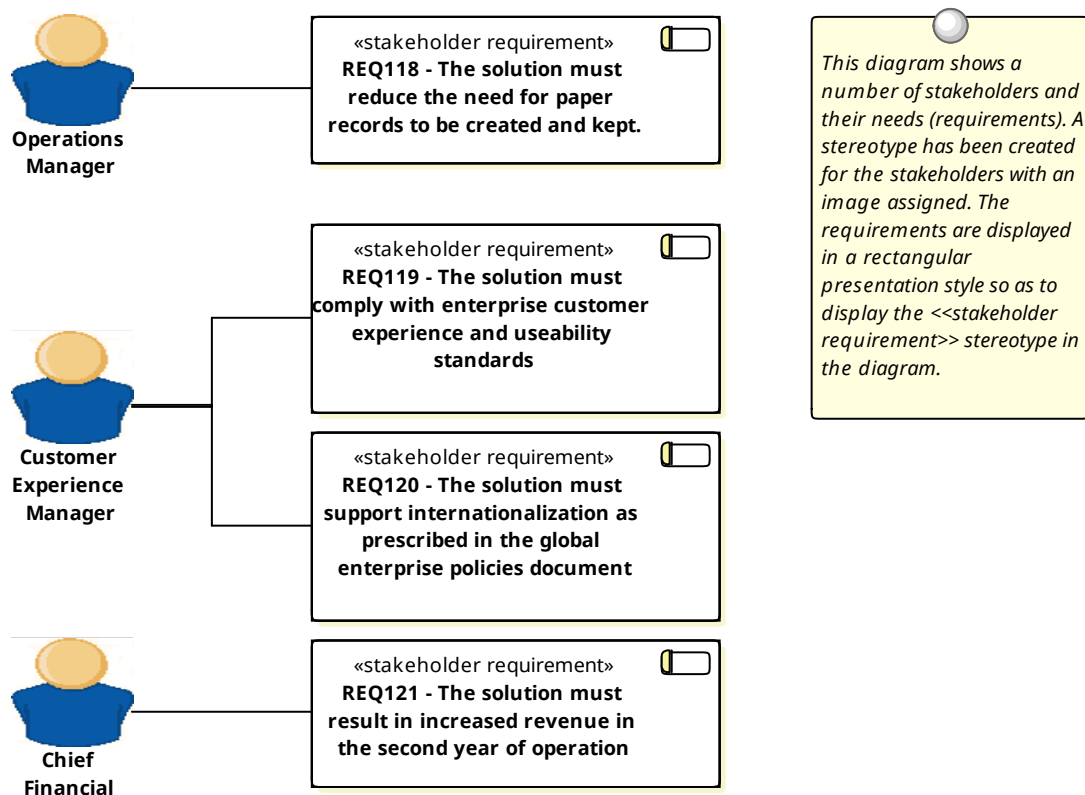 Operations
Manager
«stakeholder requirement»
REQ118 - The solution must
reduce the need for paper
records to be created and kept.
Customer
Experience
Manager
«stakeholder requirement»
REQ119 - The solution must
comply with enterprise customer
experience and useability
standards
«stakeholder requirement»
REQ120 - The solution must
support internationalization as
prescribed in the global
enterprise policies document
Chief
Financial
«stakeholder requirement»
REQ121 - The solution must
result in increased revenue in
the second year of operation
This diagram shows a
number of stakeholders and
their needs (requirements). A
stereotype has been created
for the stakeholders with an
image assigned. The
requirements are displayed
in a rectangular
presentation style so as to
display the <<stakeholder
requirement>> stereotype in
the diagram.